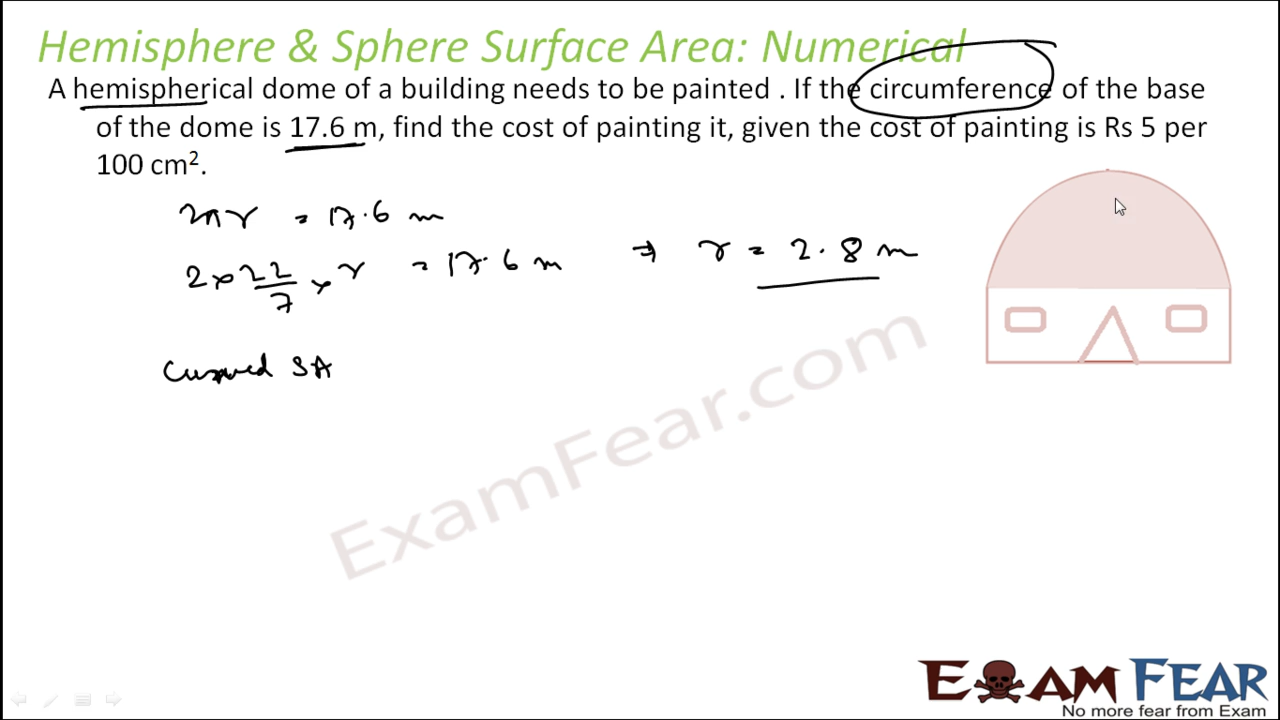 Hemisphere & Sphere Surface Area: Numerical
A hemispherical dome of a building needs to be painted . If the circumference of the base
of the dome is 17.6 m, find the cost of painting it, given the cost of painting is Rs 5 per
100 cm².
2πr = 17.6 m
2 × 22/7 × r = 17.6 m ⇒ r = 2.8 m
Curved SA
ExamFear.com
EXAM FEAR
No more fear from Exam